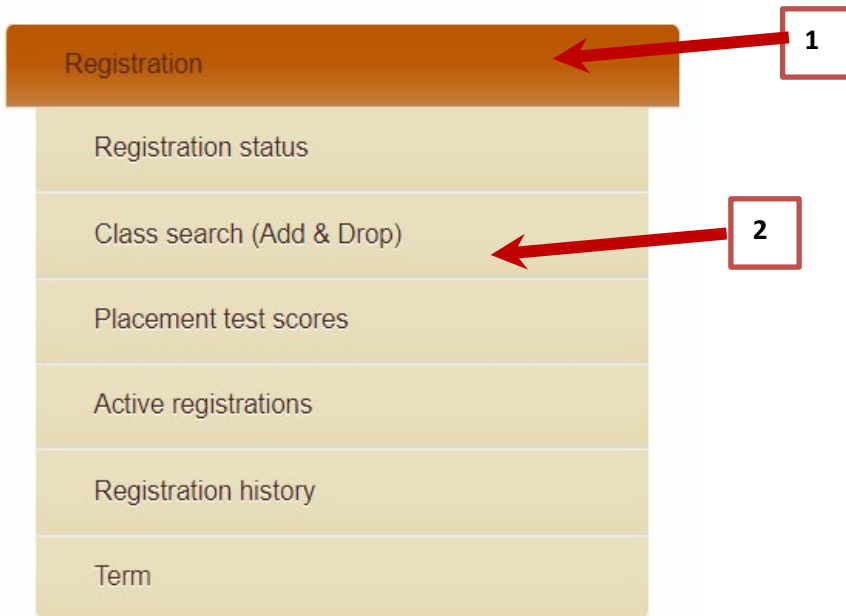 1
Registration
Registration status
Class search (Add & Drop)
2
Placement test scores
Active registrations
Registration history
Term